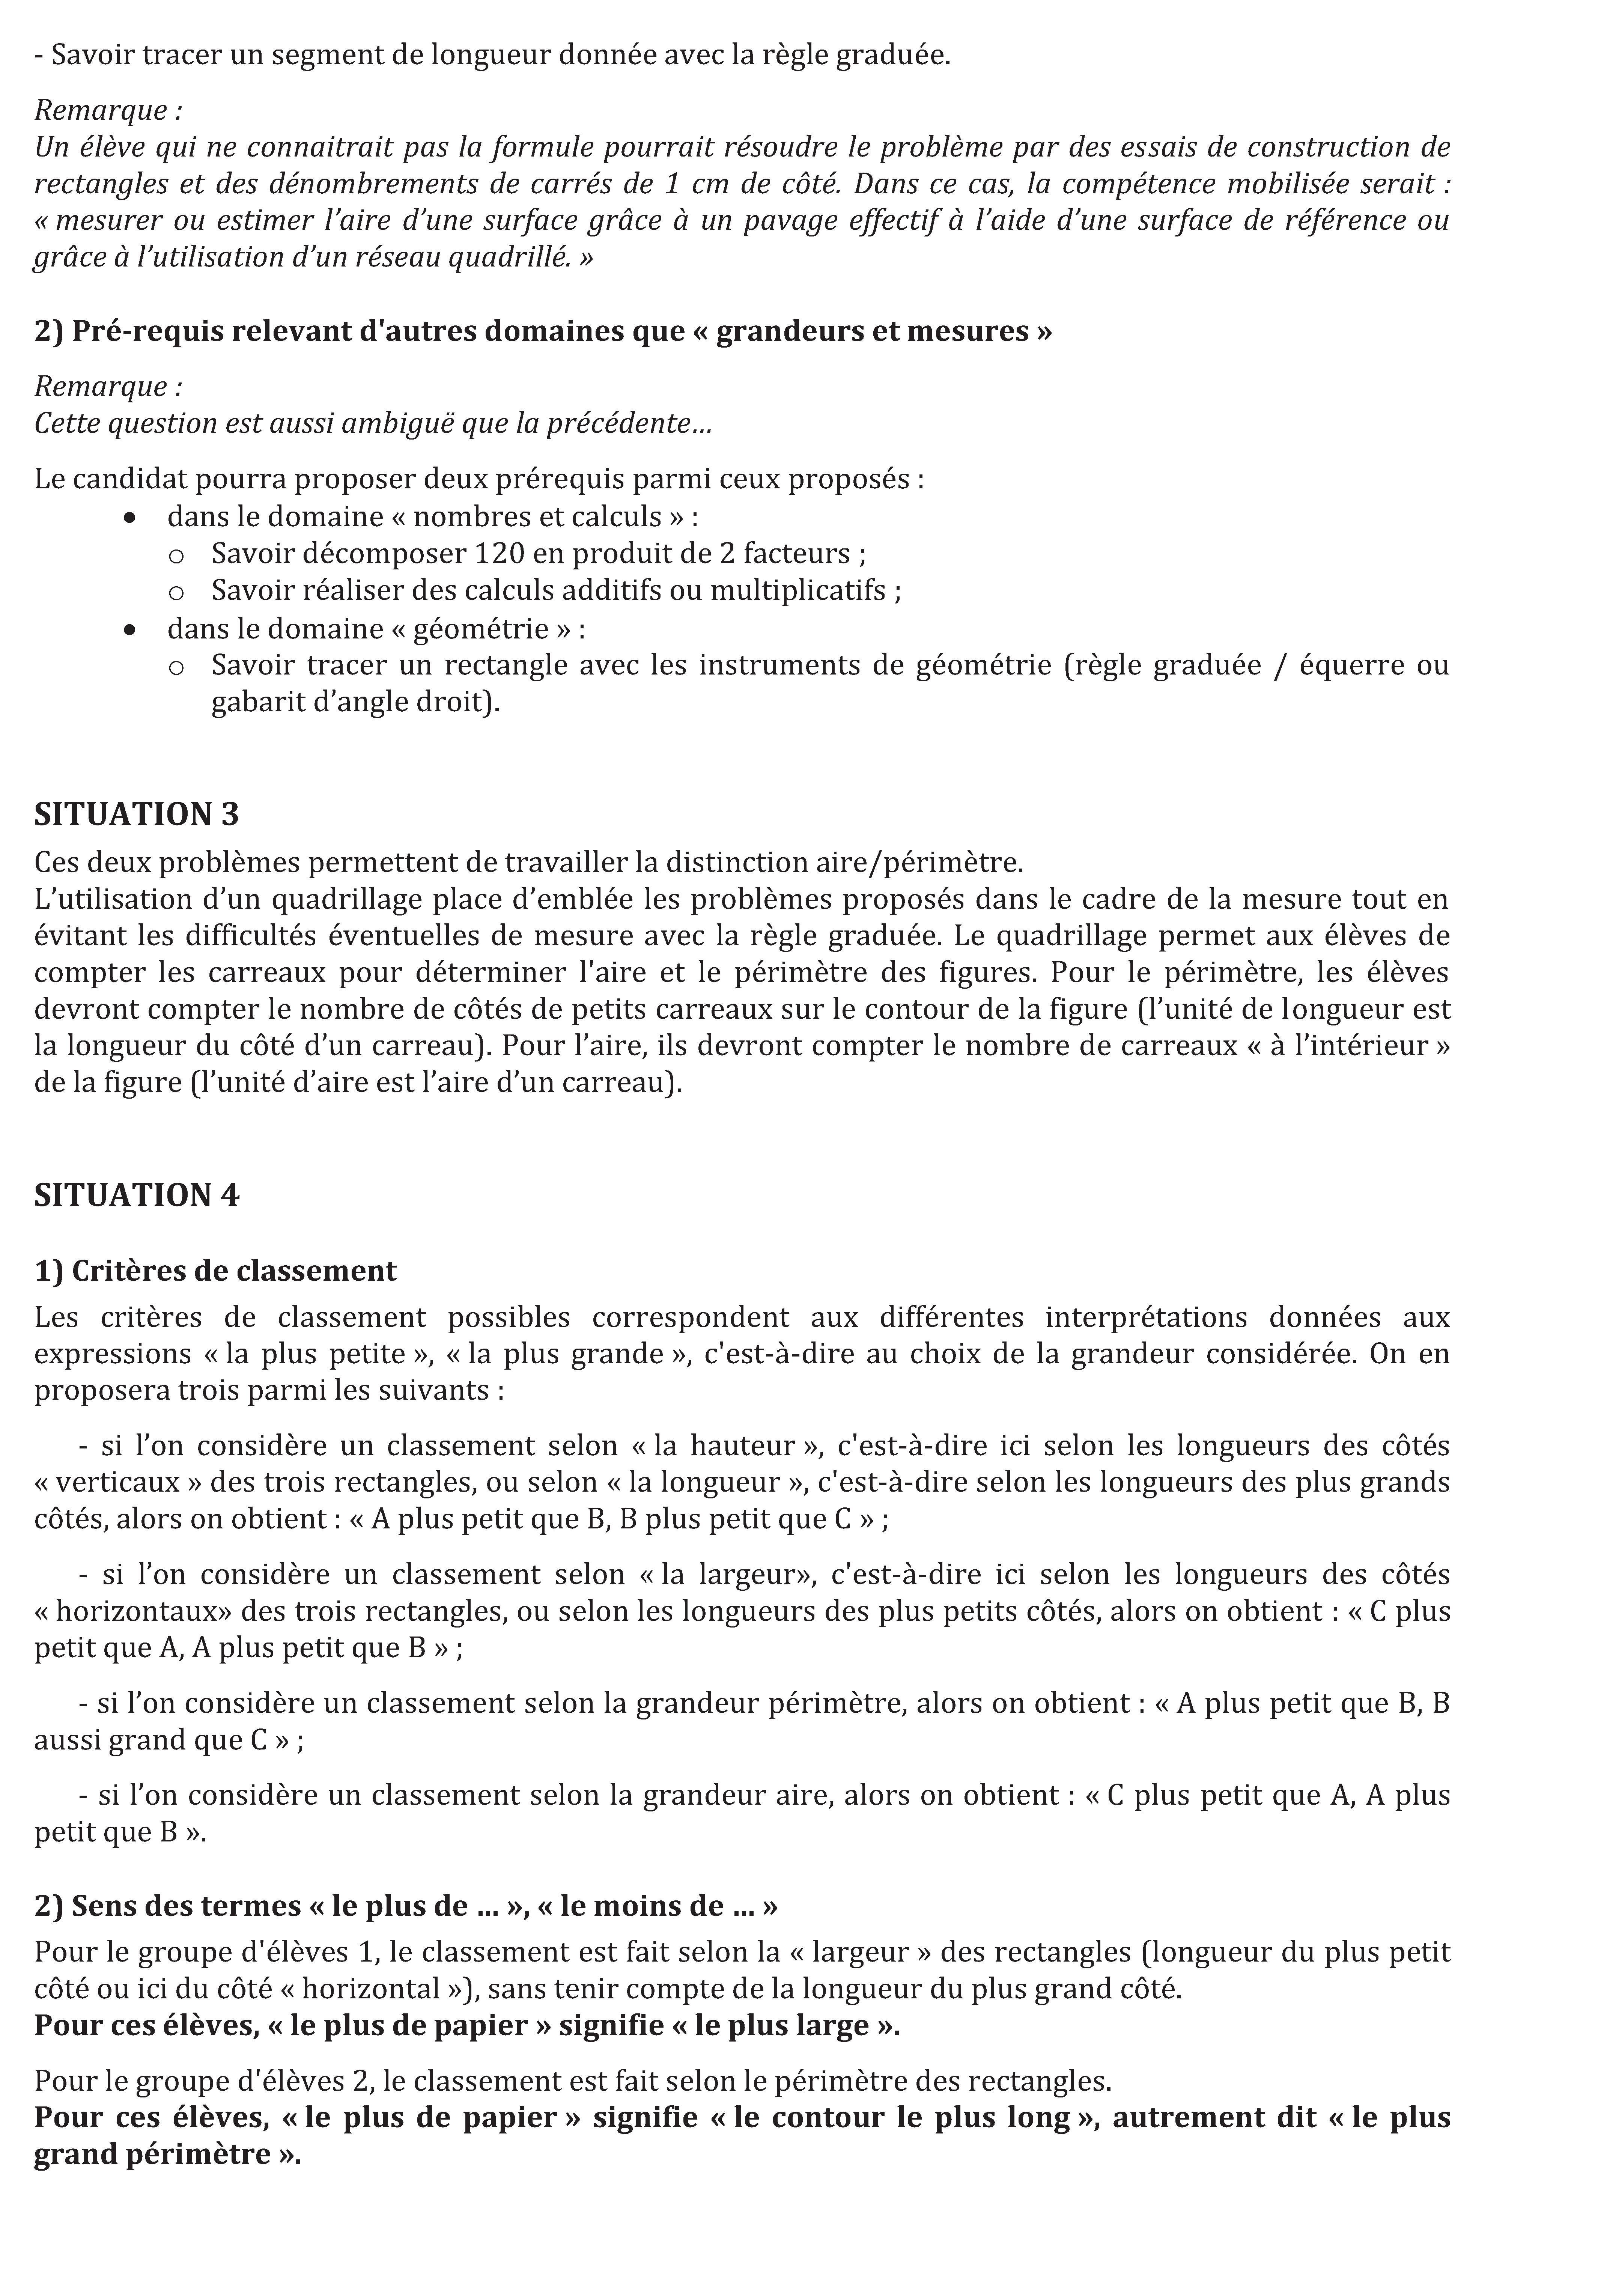 - Savoir tracer un segment de longueur donnée avec la règle graduée.
Remarque :
Un élève qui ne connaitrait pas la formule pourrait résoudre le problème par des essais de construction de
rectangles et des dénombrements de carrés de 1 cm de côté. Dans ce cas, la compétence mobilisée serait :
« mesurer ou estimer l’aire d’une surface grâce à un pavage effectif à l’aide d’une surface de référence ou
grâce à l’utilisation d’un réseau quadrillé. »
2) Pré-requis relevant d'autres domaines que « grandeurs et mesures »
Remarque :
Cette question est aussi ambiguë que la précédente…
Le candidat pourra proposer deux prérequis parmi ceux proposés :
• dans le domaine « nombres et calculs » :
o Savoir décomposer 120 en produit de 2 facteurs ;
o Savoir réaliser des calculs additifs ou multiplicatifs ;
• dans le domaine « géométrie » :
o Savoir tracer un rectangle avec les instruments de géométrie (règle graduée / équerre ou
gabarit d’angle droit).
SITUATION 3
Ces deux problèmes permettent de travailler la distinction aire/périmètre.
L’utilisation d’un quadrillage place d’emblée les problèmes proposés dans le cadre de la mesure tout en
évitant les difficultés éventuelles de mesure avec la règle graduée. Le quadrillage permet aux élèves de
compter les carreaux pour déterminer l'aire et le périmètre des figures. Pour le périmètre, les élèves
devront compter le nombre de côtés de petits carreaux sur le contour de la figure (l’unité de longueur est
la longueur du côté d’un carreau). Pour l’aire, ils devront compter le nombre de carreaux « à l’intérieur »
de la figure (l’unité d’aire est l’aire d’un carreau).
SITUATION 4
1) Critères de classement
Les critères de classement possibles correspondent aux différentes interprétations données aux
expressions « la plus petite », « la plus grande », c'est-à-dire au choix de la grandeur considérée. On en
proposera trois parmi les suivants :
- si l’on considère un classement selon « la hauteur », c'est-à-dire ici selon les longueurs des côtés
« verticaux » des trois rectangles, ou selon « la longueur », c'est-à-dire selon les longueurs des plus grands
côtés, alors on obtient : « A plus petit que B, B plus petit que C » ;
- si l’on considère un classement selon « la largeur», c'est-à-dire ici selon les longueurs des côtés
« horizontaux» des trois rectangles, ou selon les longueurs des plus petits côtés, alors on obtient : « C plus
petit que A, A plus petit que B » ;
- si l’on considère un classement selon la grandeur périmètre, alors on obtient : « A plus petit que B, B
aussi grand que C » ;
- si l’on considère un classement selon la grandeur aire, alors on obtient : « C plus petit que A, A plus
petit que B ».
2) Sens des termes « le plus de … », « le moins de … »
Pour le groupe d'élèves 1, le classement est fait selon la « largeur » des rectangles (longueur du plus petit
côté ou ici du côté « horizontal »), sans tenir compte de la longueur du plus grand côté.
Pour ces élèves, « le plus de papier » signifie « le plus large ».
Pour le groupe d'élèves 2, le classement est fait selon le périmètre des rectangles.
Pour ces élèves, « le plus de papier » signifie « le contour le plus long », autrement dit « le plus
grand périmètre ».